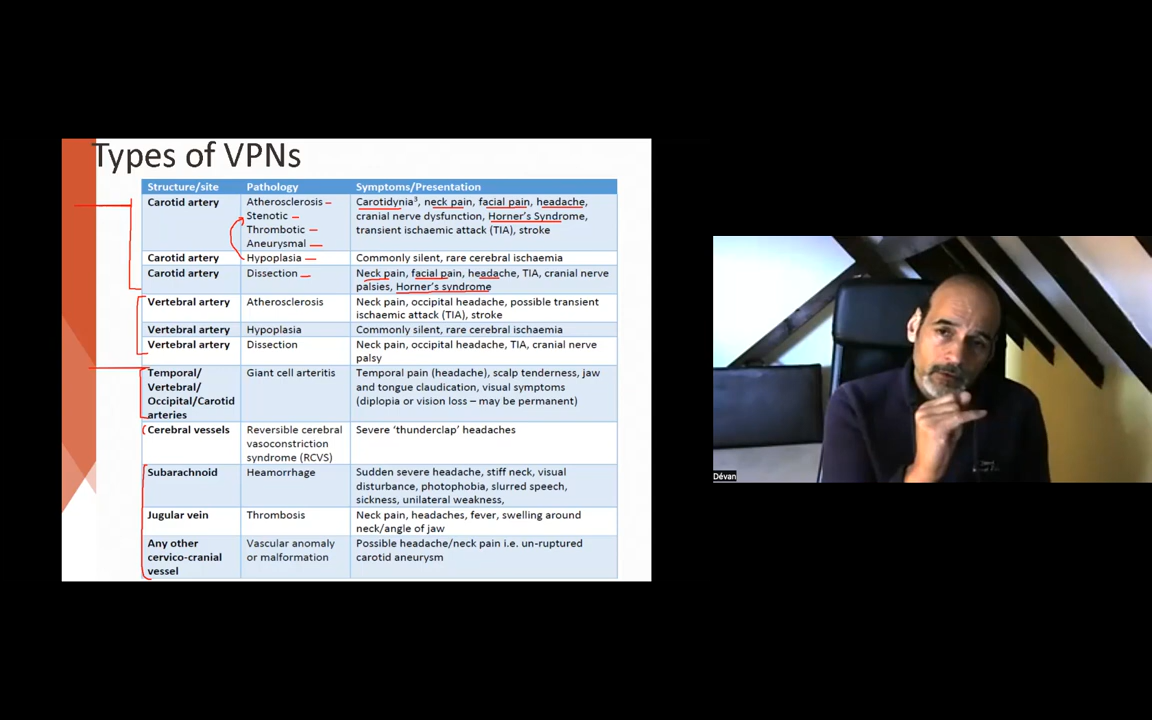 Types of VPNs
Structure/site Pathology Symptoms/Presentation
Carotid artery Atherosclerosis Carotidynia³, neck pain, facial pain, headache,
Stenotic cranial nerve dysfunction, Horner's Syndrome,
Thrombotic transient ischaemic attack (TIA), stroke
Aneurysmal
Carotid artery Hypoplasia Commonly silent, rare cerebral ischaemia
Carotid artery Dissection Neck pain, facial pain, headache, TIA, cranial nerve
palsies, Horner's syndrome
Vertebral artery Atherosclerosis Neck pain, occipital headache, possible transient
ischaemic attack (TIA), stroke
Vertebral artery Hypoplasia Commonly silent, rare cerebral ischaemia
Vertebral artery Dissection Neck pain, occipital headache, TIA, cranial nerve
palsy
Temporal/ Giant cell arteritis Temporal pain (headache), scalp tenderness, jaw
Vertebral/ and tongue claudication, visual symptoms
Occipital/Carotid (diplopia or vision loss – may be permanent)
arteries
Cerebral vessels Reversible cerebral Severe 'thunderclap' headaches
vasoconstriction
syndrome (RCVS)
Subarachnoid Heamorrhage Sudden severe headache, stiff neck, visual
disturbance, photophobia, slurred speech,
sickness, unilateral weakness,
Jugular vein Thrombosis Neck pain, headaches, fever, swelling around
neck/angle of jaw
Any other Vascular anomaly Possible headache/neck pain i.e. un-ruptured
cervico-cranial or malformation carotid aneurysm
vessel
Dévan